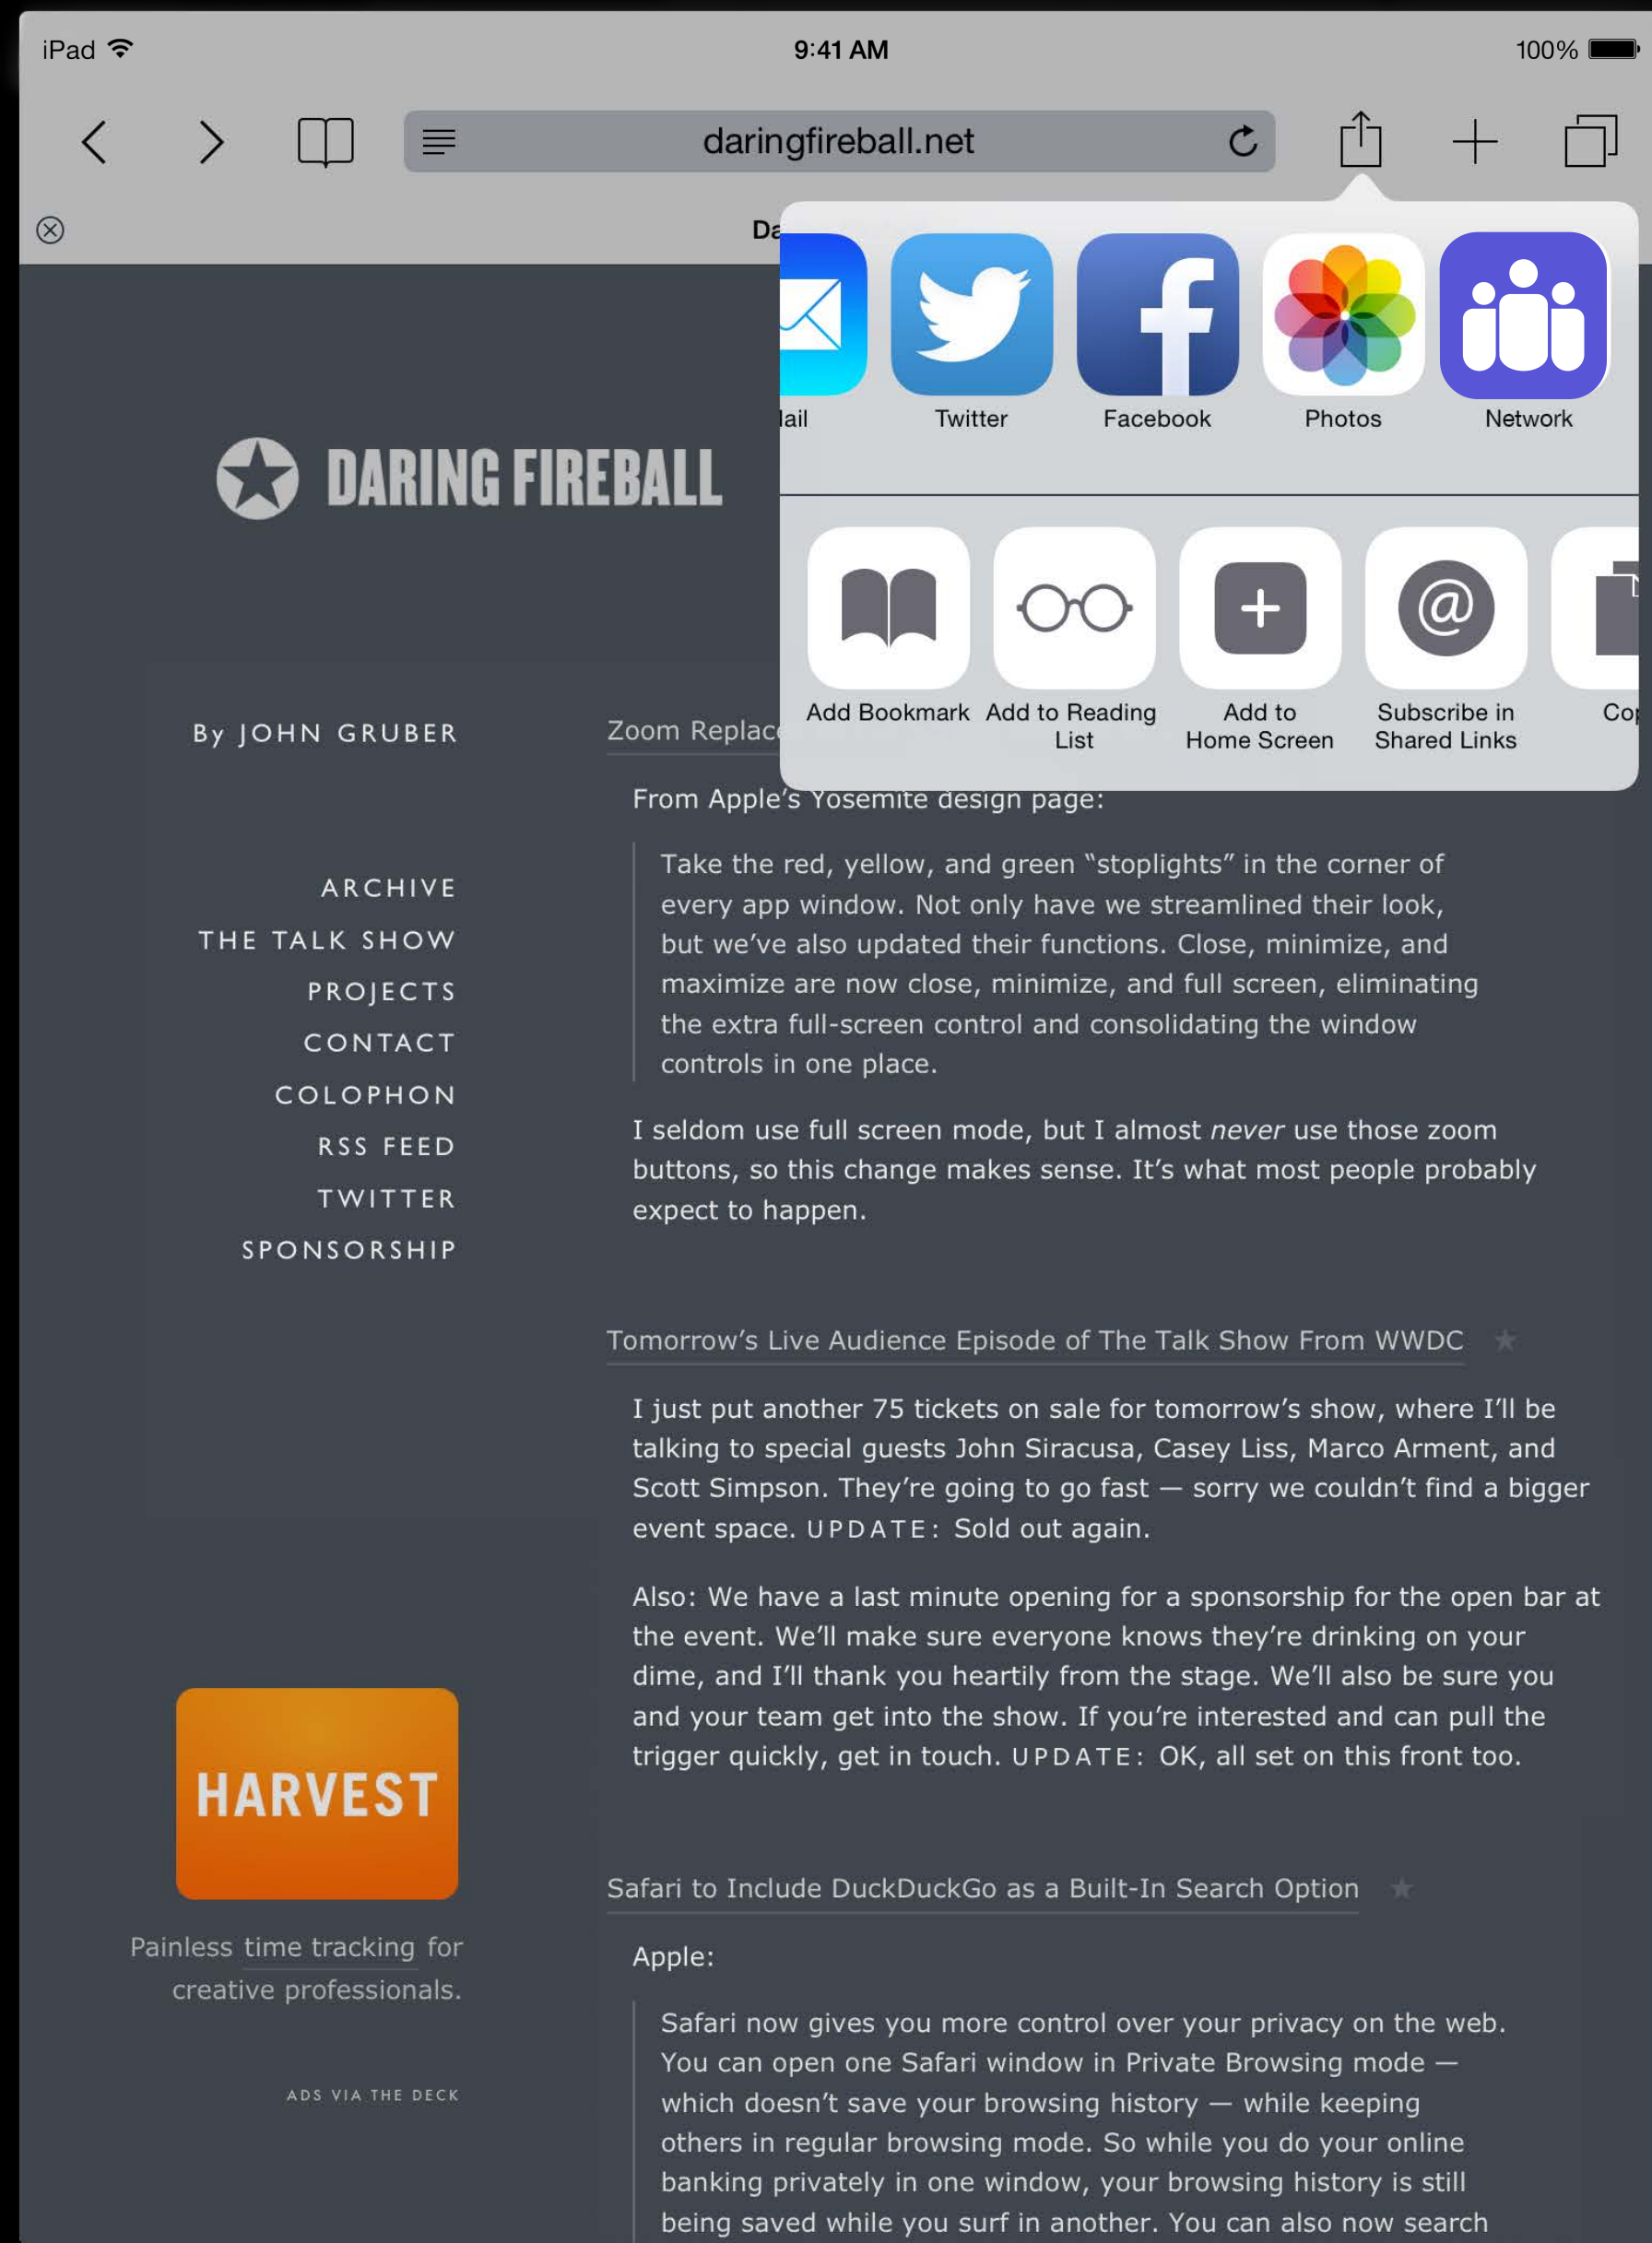 iPad
9:41 AM
100%
daringfireball.net
Twitter
Facebook
Photos
Network
Add Bookmark
Add to Reading
List
Add to
Home Screen
Subscribe in
Shared Links
DARING FIREBALL
By JOHN GRUBER
ARCHIVE
THE TALK SHOW
PROJECTS
CONTACT
COLOPHON
RSS FEED
TWITTER
SPONSORSHIP
HARVEST
Painless time tracking for
creative professionals.
ADS VIA THE DECK
Zoom
From Apple’s Yosemite design page:
Take the red, yellow, and green “stoplights” in the corner of
every app window. Not only have we streamlined their look,
but we’ve also updated their functions. Close, minimize, and
maximize are now close, minimize, and full screen, eliminating
the extra full-screen control and consolidating the window
controls in one place.
I seldom use full screen mode, but I almost never use those zoom
buttons, so this change makes sense. It’s what most people probably
expect to happen.
Tomorrow’s Live Audience Episode of The Talk Show From WWDC ★
I just put another 75 tickets on sale for tomorrow’s show, where I’ll be
talking to special guests John Siracusa, Casey Liss, Marco Arment, and
Scott Simpson. They’re going to go fast — sorry we couldn’t find a bigger
event space. UPDATE: Sold out again.
Also: We have a last minute opening for a sponsorship for the open bar at
the event. We’ll make sure everyone knows they’re drinking on your
dime, and I’ll thank you heartily from the stage. We’ll also be sure you
and your team get into the show. If you’re interested and can pull the
trigger quickly, get in touch. UPDATE: OK, all set on this front too.
Safari to Include DuckDuckGo as a Built-In Search Option ★
Apple:
Safari now gives you more control over your privacy on the web.
You can open one Safari window in Private Browsing mode —
which doesn’t save your browsing history — while keeping
others in regular browsing mode. So while you do your online
banking privately in one window, your browsing history is still
being saved while you surf in another. You can also now search